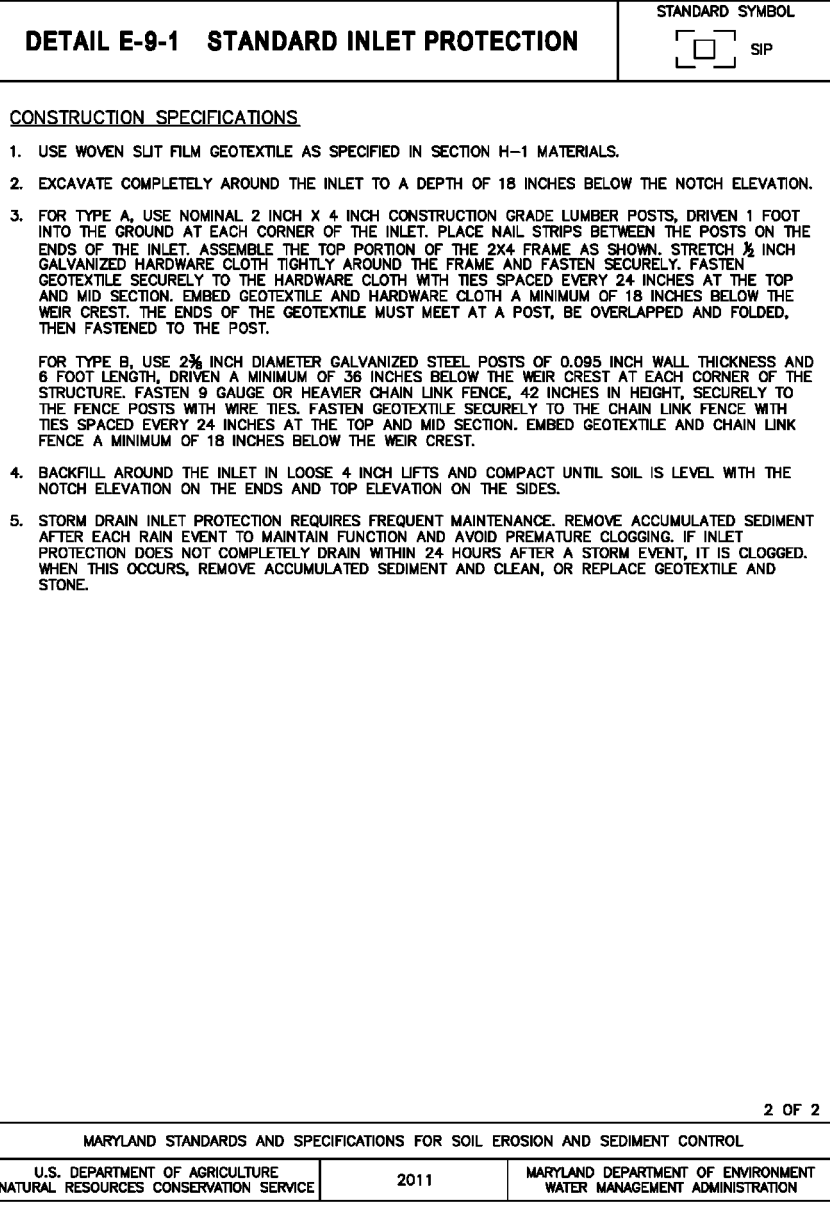 STANDARD SYMBOL
DETAIL E-9-1 STANDARD INLET PROTECTION
SIP
CONSTRUCTION SPECIFICATIONS
1. USE WOVEN SLIT FILM GEOTEXTILE AS SPECIFIED IN SECTION H-1 MATERIALS.
2. EXCAVATE COMPLETELY AROUND THE INLET TO A DEPTH OF 18 INCHES BELOW THE NOTCH ELEVATION.
3. FOR TYPE A, USE NOMINAL 2 INCH X 4 INCH CONSTRUCTION GRADE LUMBER POSTS, DRIVEN 1 FOOT
INTO THE GROUND AT EACH CORNER OF THE INLET. PLACE NAIL STRIPS BETWEEN THE POSTS ON THE
ENDS OF THE INLET. ASSEMBLE THE TOP PORTION OF THE 2X4 FRAME AS SHOWN. STRETCH ½ INCH
GALVANIZED HARDWARE CLOTH TIGHTLY AROUND THE FRAME AND FASTEN SECURELY. FASTEN
GEOTEXTILE SECURELY TO THE HARDWARE CLOTH WITH TIES SPACED EVERY 24 INCHES AT THE TOP
AND MID SECTION. EMBED GEOTEXTILE AND HARDWARE CLOTH A MINIMUM OF 18 INCHES BELOW THE
WEIR CREST. THE ENDS OF THE GEOTEXTILE MUST MEET AT A POST, BE OVERLAPPED AND FOLDED,
THEN FASTENED TO THE POST.
FOR TYPE B, USE 2⅜ INCH DIAMETER GALVANIZED STEEL POSTS OF 0.095 INCH WALL THICKNESS AND
6 FOOT LENGTH, DRIVEN A MINIMUM OF 36 INCHES BELOW THE WEIR CREST AT EACH CORNER OF THE
STRUCTURE. FASTEN 9 GAUGE OR HEAVIER CHAIN LINK FENCE, 42 INCHES IN HEIGHT, SECURELY TO
THE FENCE POSTS WITH WIRE TIES. FASTEN GEOTEXTILE SECURELY TO THE CHAIN LINK FENCE WITH
TIES SPACED EVERY 24 INCHES AT THE TOP AND MID SECTION. EMBED GEOTEXTILE AND CHAIN LINK
FENCE A MINIMUM OF 18 INCHES BELOW THE WEIR CREST.
4. BACKFILL AROUND THE INLET IN LOOSE 4 INCH LIFTS AND COMPACT UNTIL SOIL IS LEVEL WITH THE
NOTCH ELEVATION ON THE ENDS AND TOP ELEVATION ON THE SIDES.
5. STORM DRAIN INLET PROTECTION REQUIRES FREQUENT MAINTENANCE. REMOVE ACCUMULATED SEDIMENT
AFTER EACH RAIN EVENT TO MAINTAIN FUNCTION AND AVOID PREMATURE CLOGGING. IF INLET
PROTECTION DOES NOT COMPLETELY DRAIN WITHIN 24 HOURS AFTER A STORM EVENT, IT IS CLOGGED.
WHEN THIS OCCURS, REMOVE ACCUMULATED SEDIMENT AND CLEAN, OR REPLACE GEOTEXTILE AND
STONE.
2 OF 2
MARYLAND STANDARDS AND SPECIFICATIONS FOR SOIL EROSION AND SEDIMENT CONTROL
U.S. DEPARTMENT OF AGRICULTURE
NATURAL RESOURCES CONSERVATION SERVICE
2011
MARYLAND DEPARTMENT OF ENVIRONMENT
WATER MANAGEMENT ADMINISTRATION